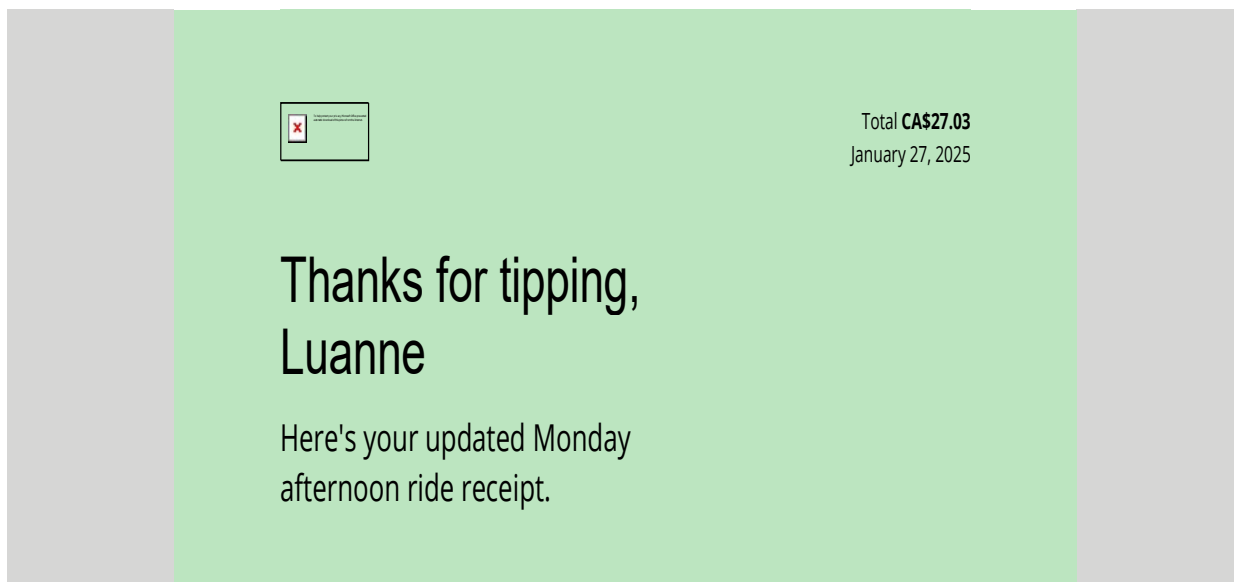 Total CA$27.03
January 27, 2025
Thanks for tipping,
Luanne
Here's your updated Monday
afternoon ride receipt.